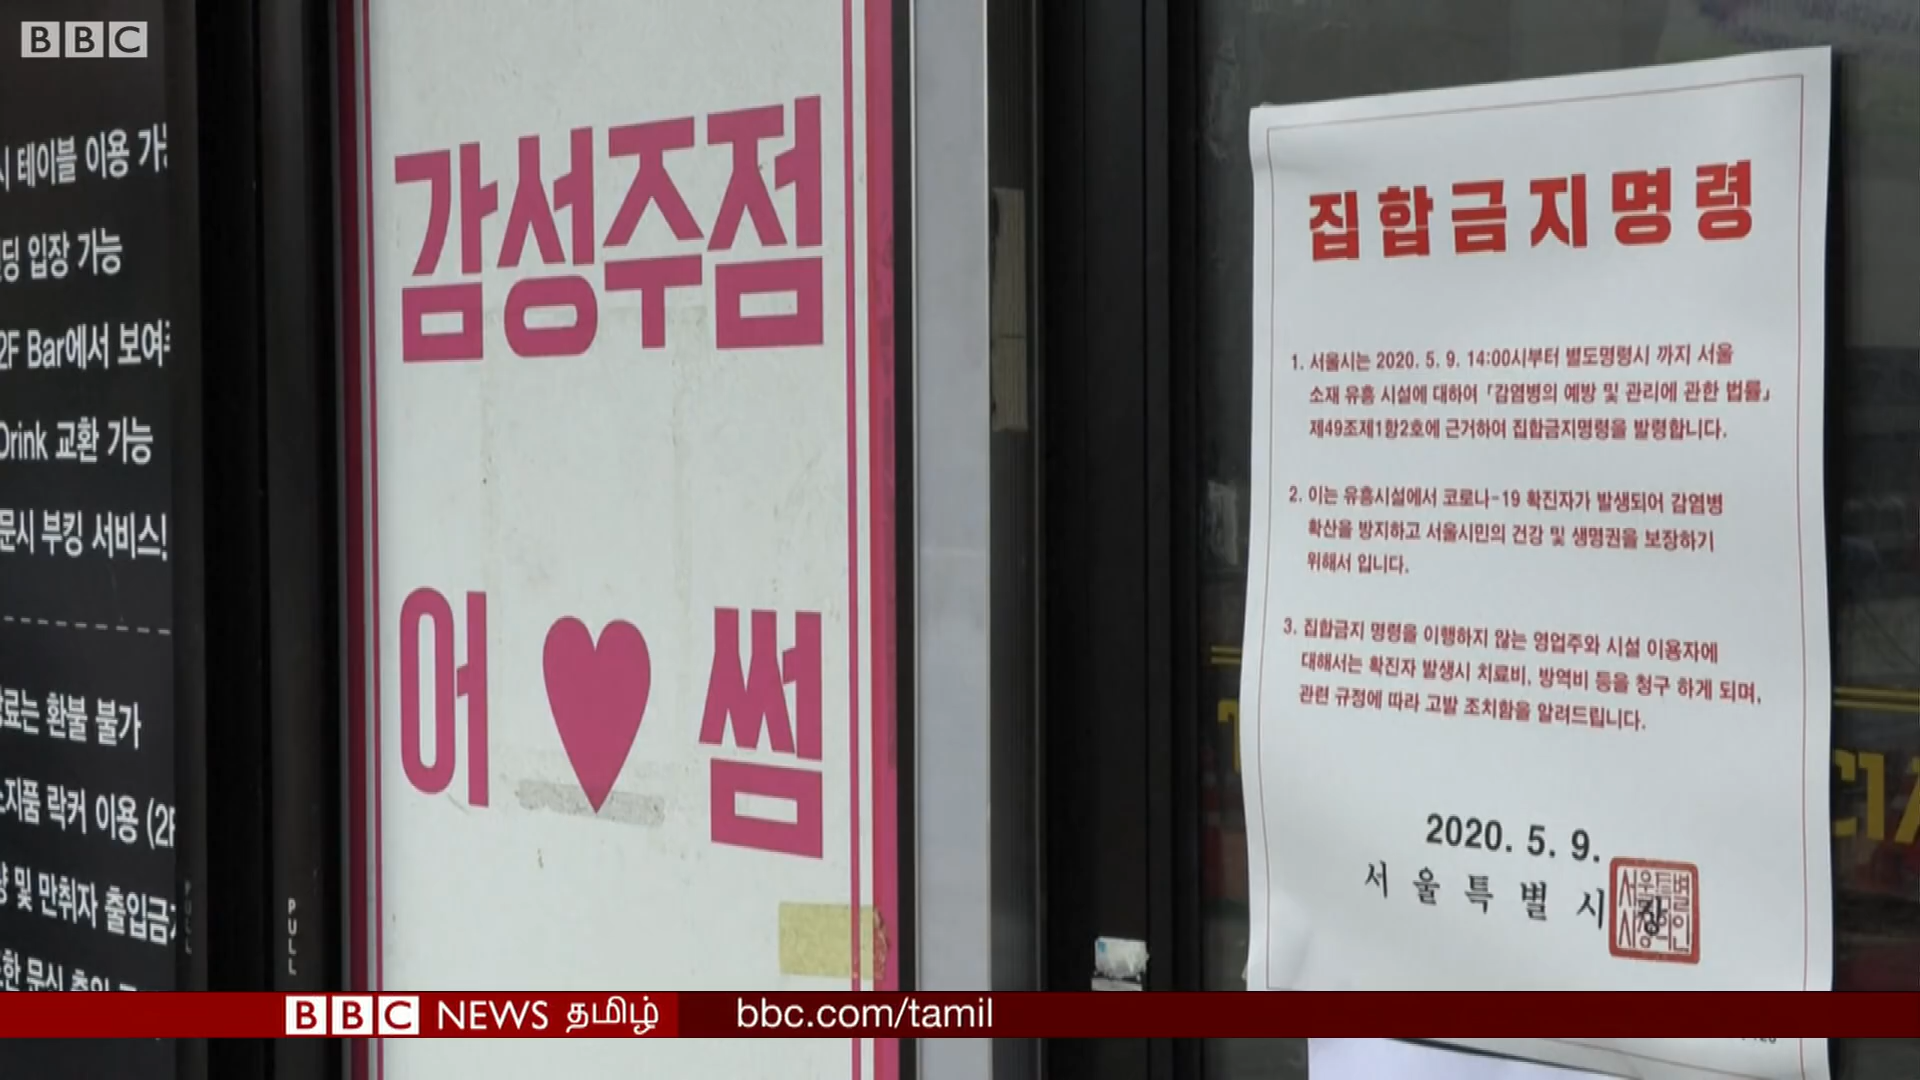 BBC
테이블 이용
입장 가능
2F Bar에서
Drink 교환 가능
문시 부킹 서비스!
환불 불가
락커 이용 (2F
및 만취자
PULL
PULL
감성주점
어 ♥ 썸
집합금지명령
1. 서울시는 2020. 5. 9. 14:00시부터 별도명령시 까지 서울
소재 유흥 시설에 대하여 「감염병의 예방 및 관리에 관한 법률」
제49조제1항2호에 근거하여 집합금지명령을 발령합니다.
2. 이는 유흥시설에서 코로나-19 확진자가 발생되어 감염병
확산을 방지하고 서울시민의 건강 및 생명권을 보장하기
위해서 입니다.
3. 집합금지 명령을 이행하지 않는 영업주와 시설 이용자에
대해서는 확진자 발생시 치료비, 방역비 등을 청구 하게 되며,
관련 규정에 따라 고발 조치함을 알려드립니다.
2020. 5. 9.
서울특별시장
서울특별
시장의인
BBC NEWS தமிழ் bbc.com/tamil